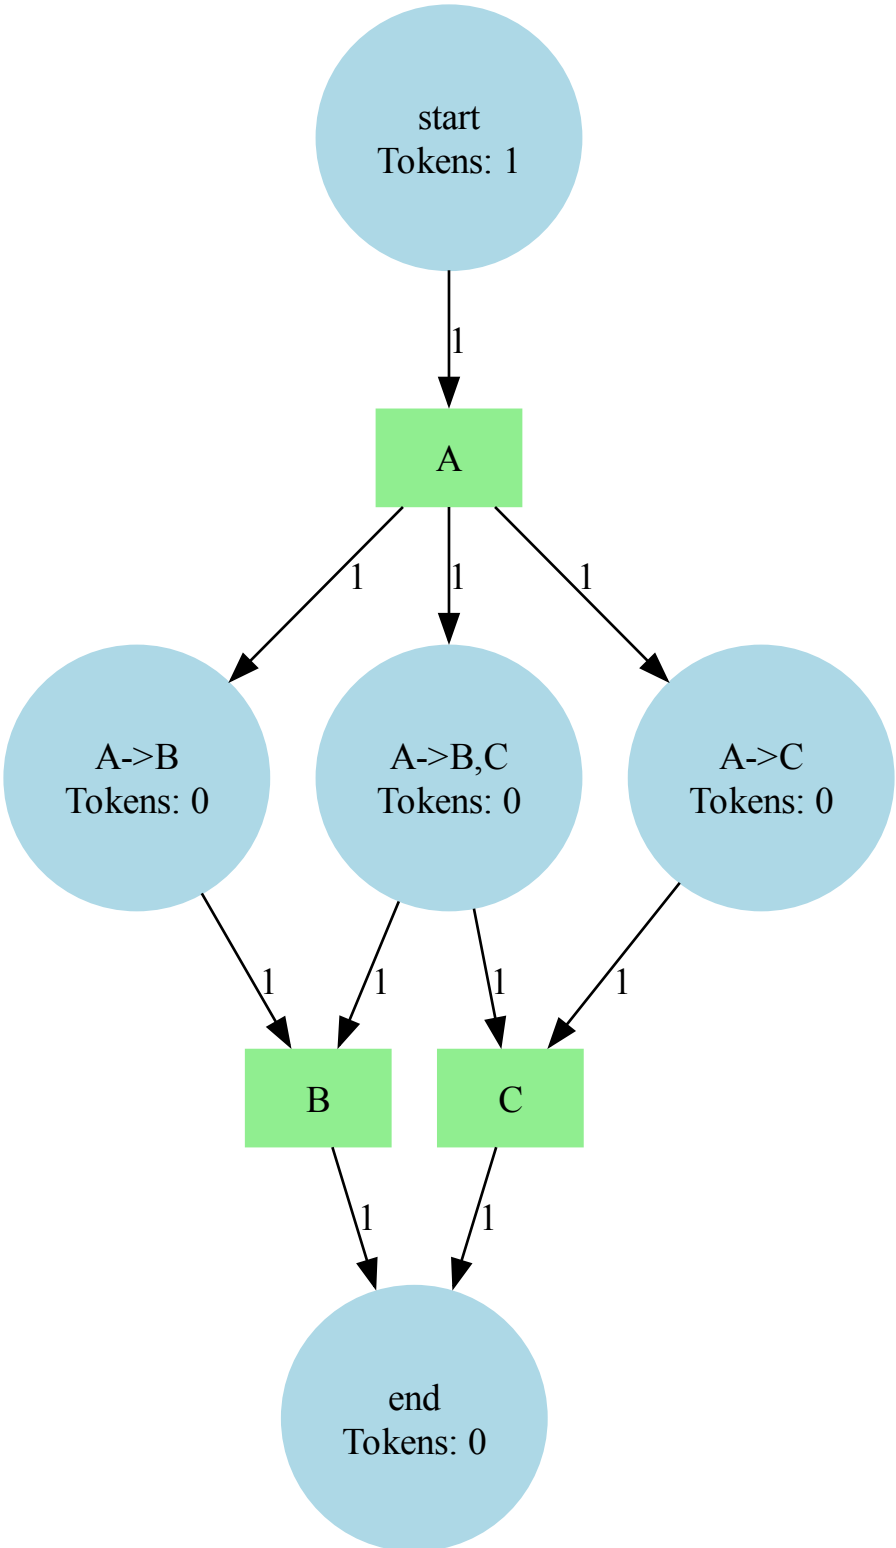 start
Tokens: 1
1
A
1
1
1
A->B
Tokens: 0
A->B,C
Tokens: 0
A->C
Tokens: 0
1
1
1
1
B
C
1
1
end
Tokens: 0